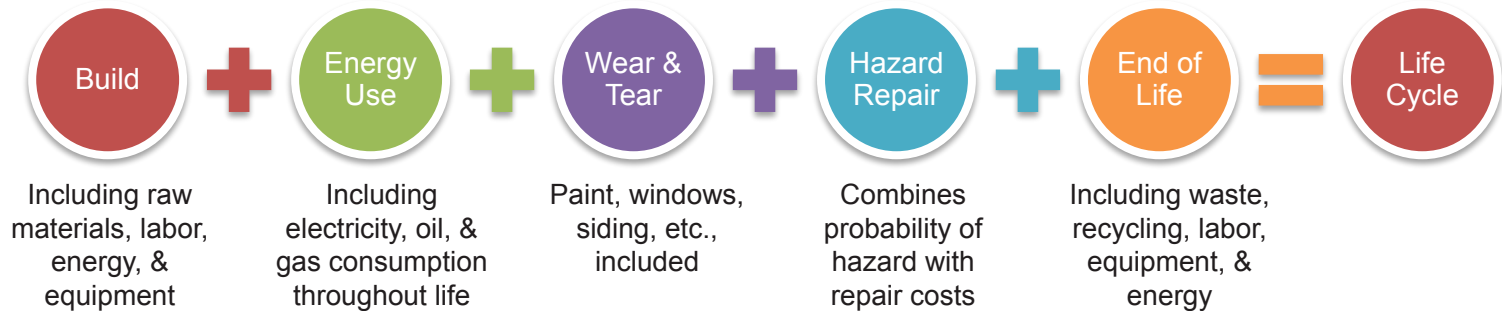 Build
Energy
Use
Wear &
Tear
Hazard
Repair
End of
Life
Life
Cycle
Including raw
materials, labor,
energy, &
equipment
Including
electricity, oil, &
gas consumption
throughout life
Paint, windows,
siding, etc.,
included
Combines
probability of
hazard with
repair costs
Including waste,
recycling, labor,
equipment, &
energy